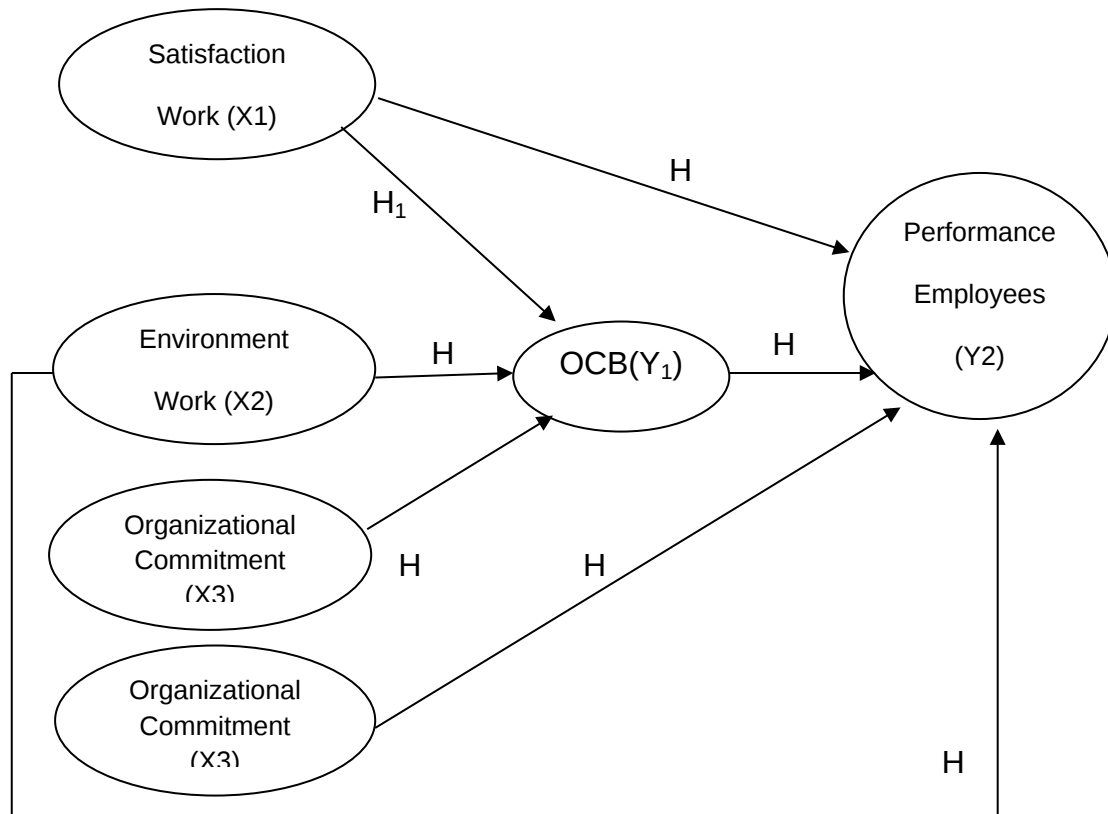 Satisfaction
Work (X1)
H
H₁
Performance
Employees
(Y2)
Environment
Work (X2)
H
OCB(Y₁)
H
Organizational
Commitment
(X3)
H
H
Organizational
Commitment
(X3)
H